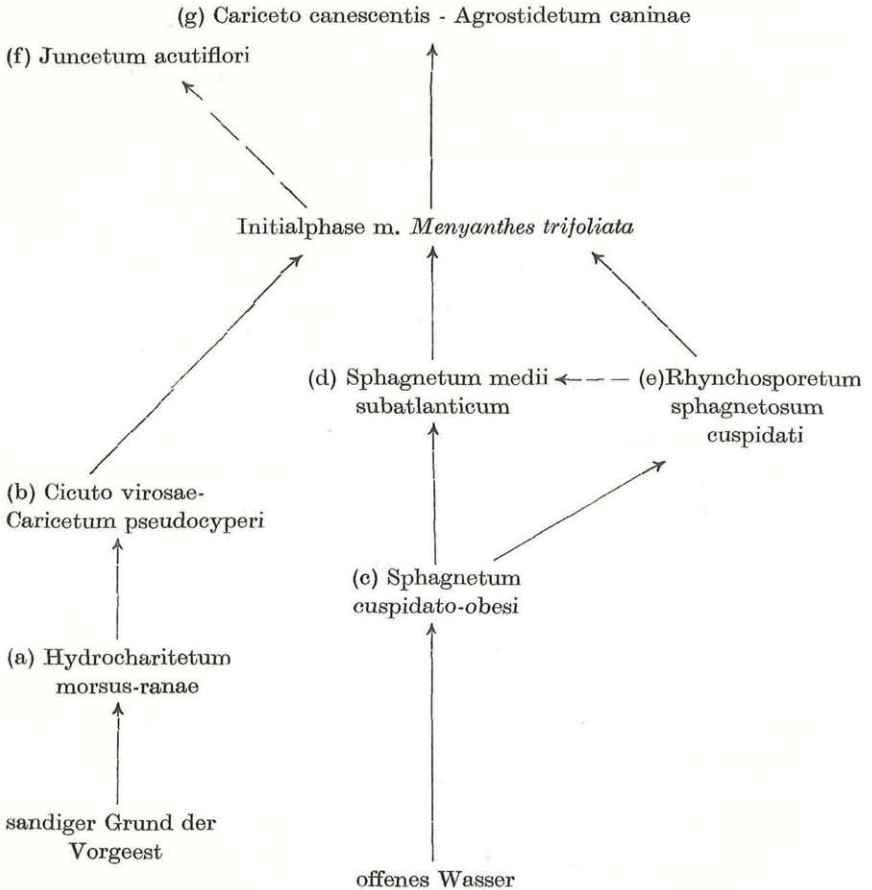 (g) Cariceto canescentis - Agrostidetum caninae
(f) Juncetum acutiflori
Initialphase m. Menyanthes trifoliata
(d) Sphagnetum medii
subatlanticum
(e)Rhynchosporetum
sphagnetosum
cuspidati
(b) Cicuto virosae-
Caricetum pseudocyperi
(c) Sphagnetum
cuspidato-obesi
(a) Hydrocharitetum
morsus-ranae
sandiger Grund der
Vorgeest
offenes Wasser